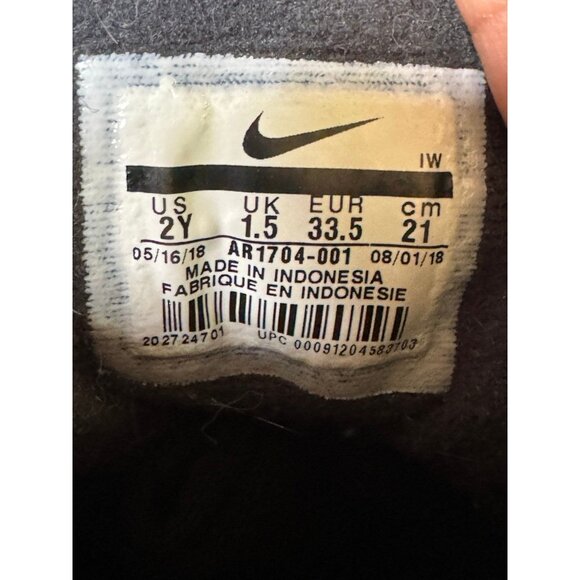 IW
US UK EUR cm
2Y 1.5 33.5 21
05/16/18 AR1704-001 08/01/18
MADE IN INDONESIA
FABRIQUE EN INDONESIE
202724701 UPC